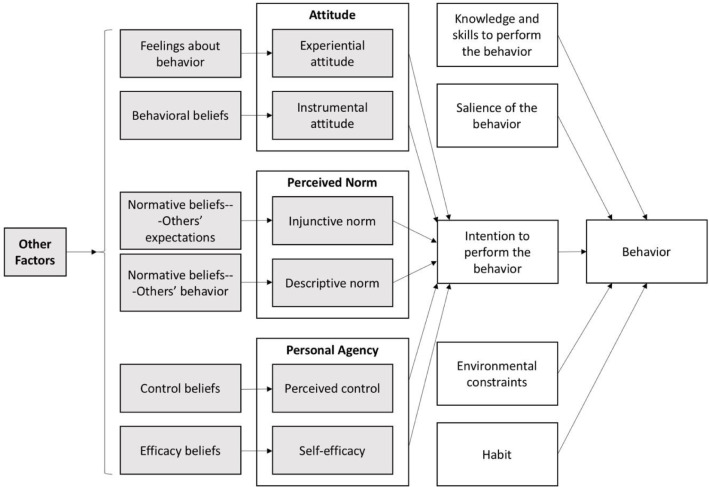 Attitude
Feelings about
behavior
Experiential
attitude
Behavioral beliefs
Instrumental
attitude
Knowledge and
skills to perform
the behavior
Salience of the
behavior
Other
Factors
Perceived Norm
Normative beliefs--
-Others'
expectations
Injunctive norm
Normative beliefs--
-Others' behavior
Descriptive norm
Intention to
perform the
behavior
Behavior
Personal Agency
Control beliefs
Perceived control
Efficacy beliefs
Self-efficacy
Environmental
constraints
Habit